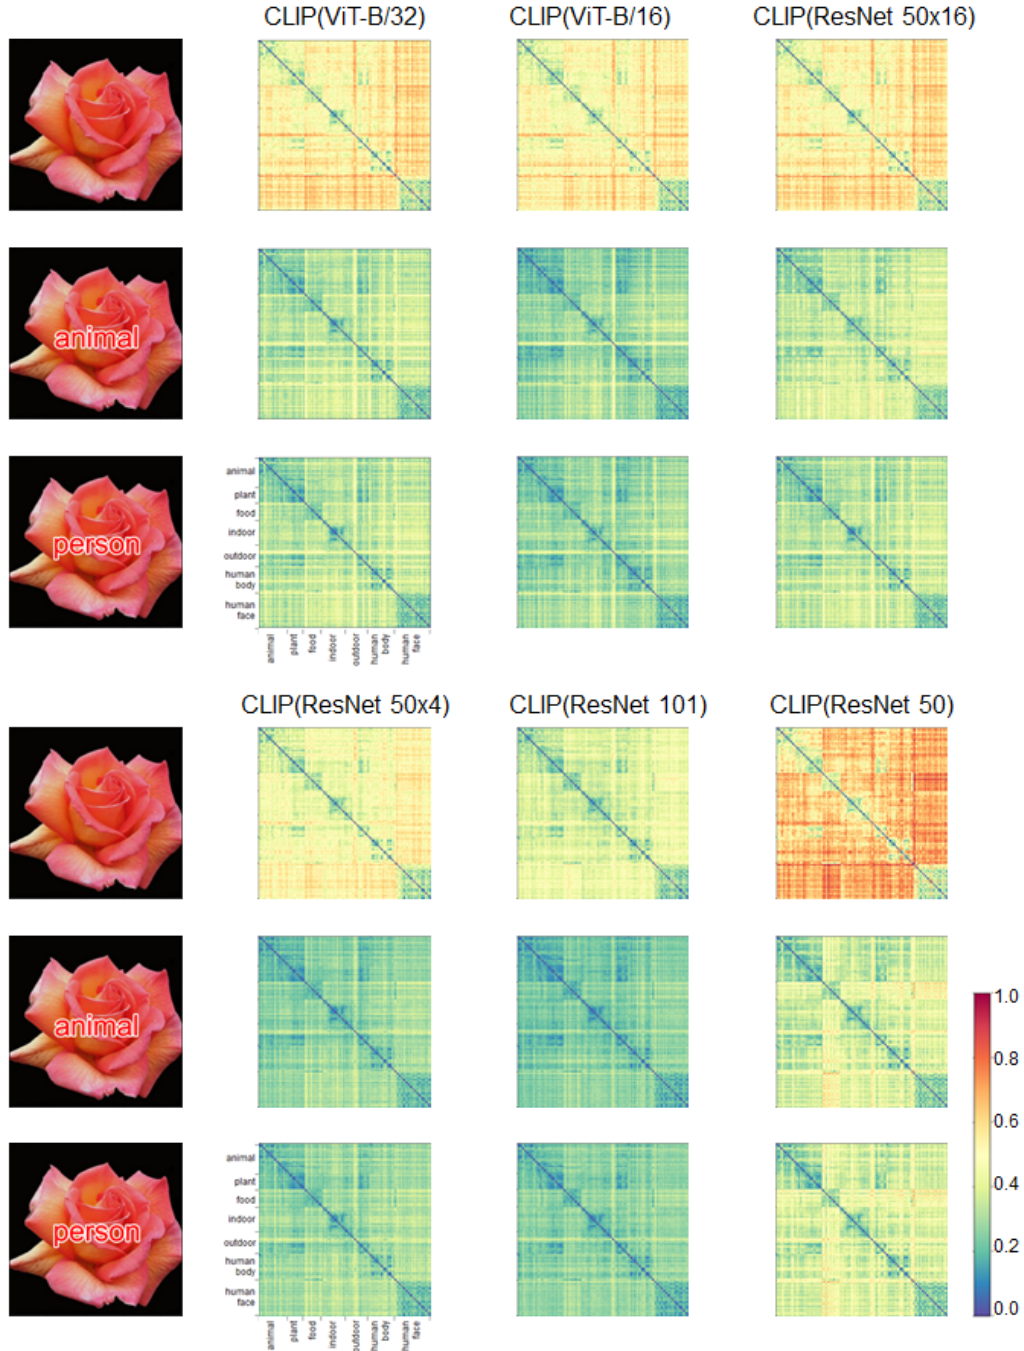 CLIP(ViT-B/32) CLIP(ViT-B/16) CLIP(ResNet 50x16)
animal
person
animal
plant
food
indoor
outdoor
human
body
human
face
animal
plant
food
indoor
outdoor
human
body
human
face
CLIP(ResNet 50x4) CLIP(ResNet 101) CLIP(ResNet 50)
animal
1.0
0.8
0.6
0.4
0.2
0.0
person
animal
plant
food
indoor
outdoor
human
body
human
face
animal
plant
food
indoor
outdoor
human
body
human
face